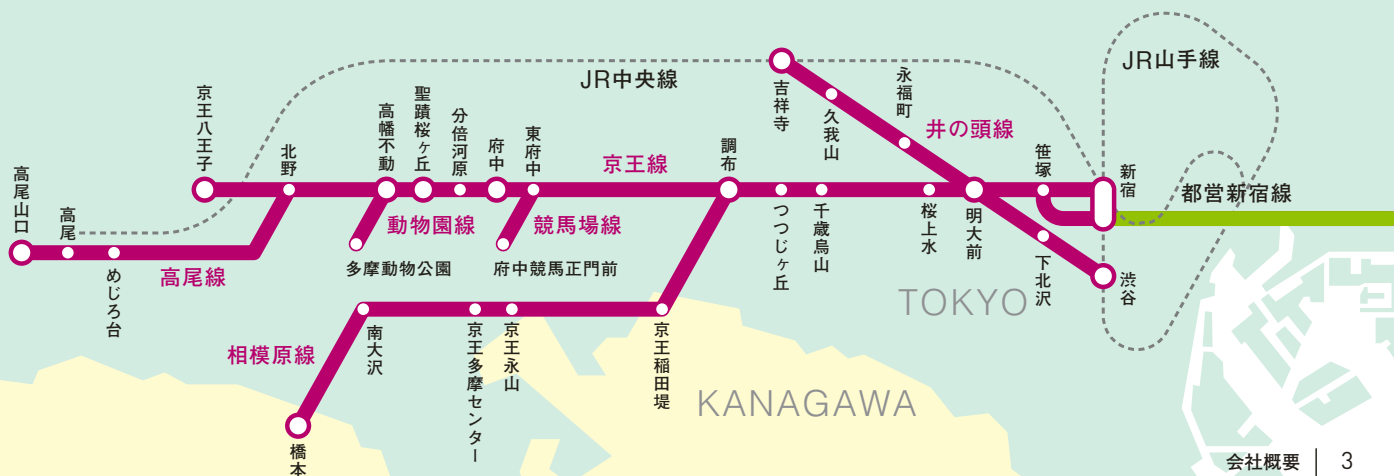 JR中央線
JR山手線
京王八王子
北野
高幡不動
聖蹟桜ヶ丘
分倍河原
府中
東府中
京王線
調布
吉祥寺
久我山
永福町
井の頭線
笹塚
新宿
都営新宿線
高尾山口
高尾
めじろ台
高尾線
動物園線
多摩動物公園
競馬場線
府中競馬正門前
つつじヶ丘
千歳烏山
桜上水
明大前
下北沢
渋谷
TOKYO
相模原線
橋本
南大沢
京王多摩センター
京王永山
京王稲田堤
KANAGAWA
会社概要 | 3